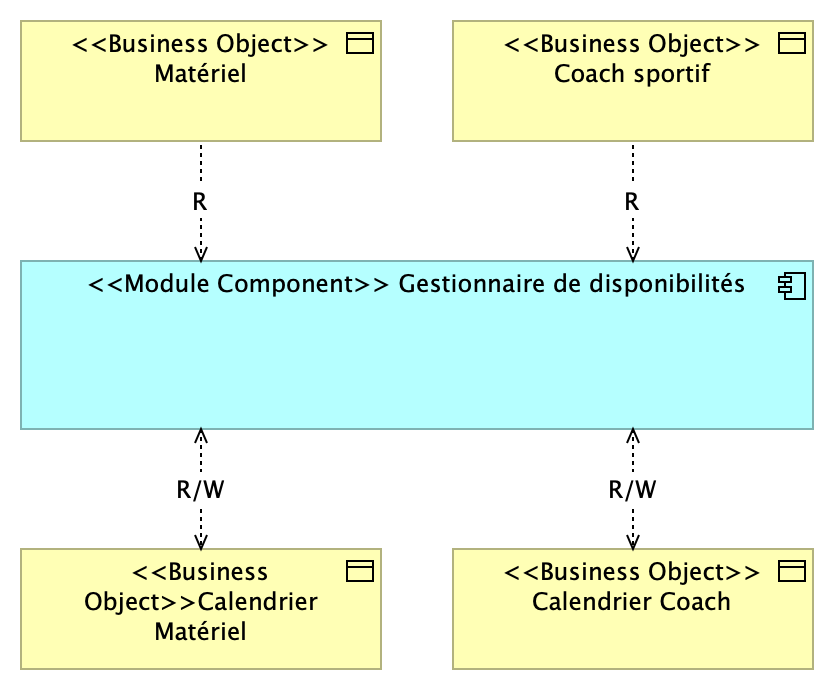 <<Business Object>>
Matériel
<<Business Object>>
Coach sportif
R
R
<<Module Component>> Gestionnaire de disponibilités
R/W
R/W
<<Business
Object>>Calendrier
Matériel
<<Business Object>>
Calendrier Coach